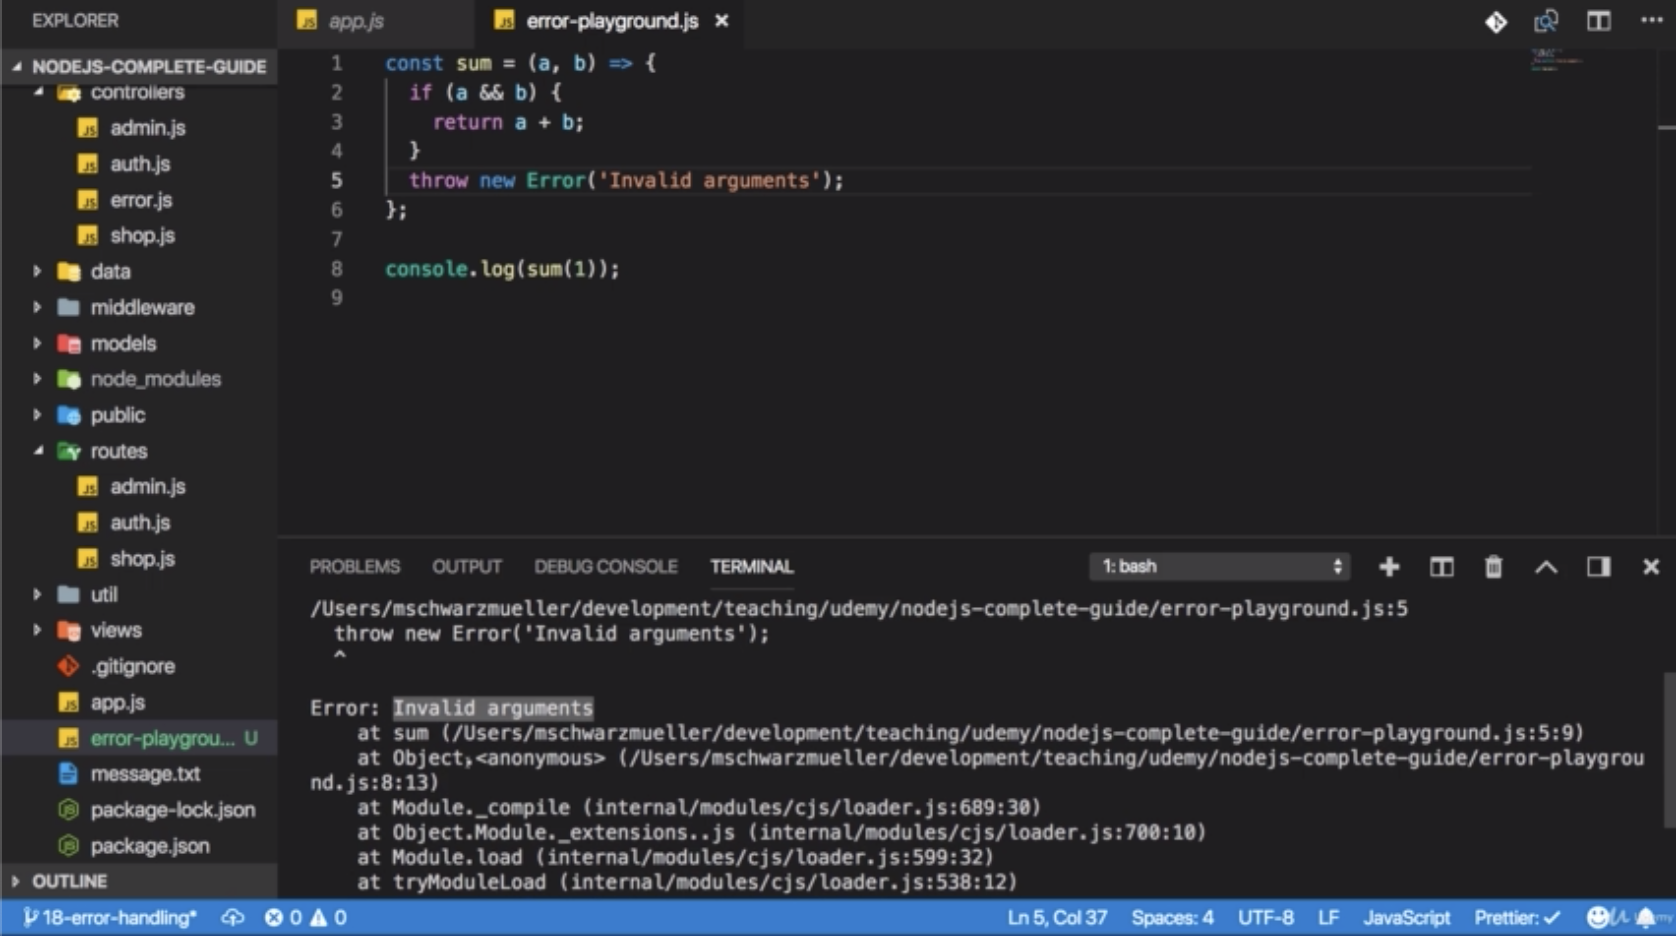 EXPLORER
NODEJS-COMPLETE-GUIDE
controllers
admin.js
auth.js
error.js
shop.js
data
middleware
models
node_modules
public
routes
admin.js
auth.js
shop.js
util
views
.gitignore
app.js
error-playgrou... U
message.txt
package-lock.json
package.json
OUTLINE
app.js
error-playground.js
1 const sum = (a, b) => {
2 if (a && b) {
3 return a + b;
4 }
5 throw new Error('Invalid arguments');
6 };
7
8 console.log(sum(1));
9
PROBLEMS OUTPUT DEBUG CONSOLE TERMINAL 1: bash
/Users/mschwarzmueller/development/teaching/udemy/nodejs-complete-guide/error-playground.js:5
throw new Error('Invalid arguments');
^
Error: Invalid arguments
at sum (/Users/mschwarzmueller/development/teaching/udemy/nodejs-complete-guide/error-playground.js:5:9)
at Object.<anonymous> (/Users/mschwarzmueller/development/teaching/udemy/nodejs-complete-guide/error-playgrou
nd.js:8:13)
at Module._compile (internal/modules/cjs/loader.js:689:30)
at Object.Module._extensions..js (internal/modules/cjs/loader.js:700:10)
at Module.load (internal/modules/cjs/loader.js:599:32)
at tryModuleLoad (internal/modules/cjs/loader.js:538:12)
18-error-handling* 0 0 Ln 5, Col 37 Spaces: 4 UTF-8 LF JavaScript Prettier: ✓